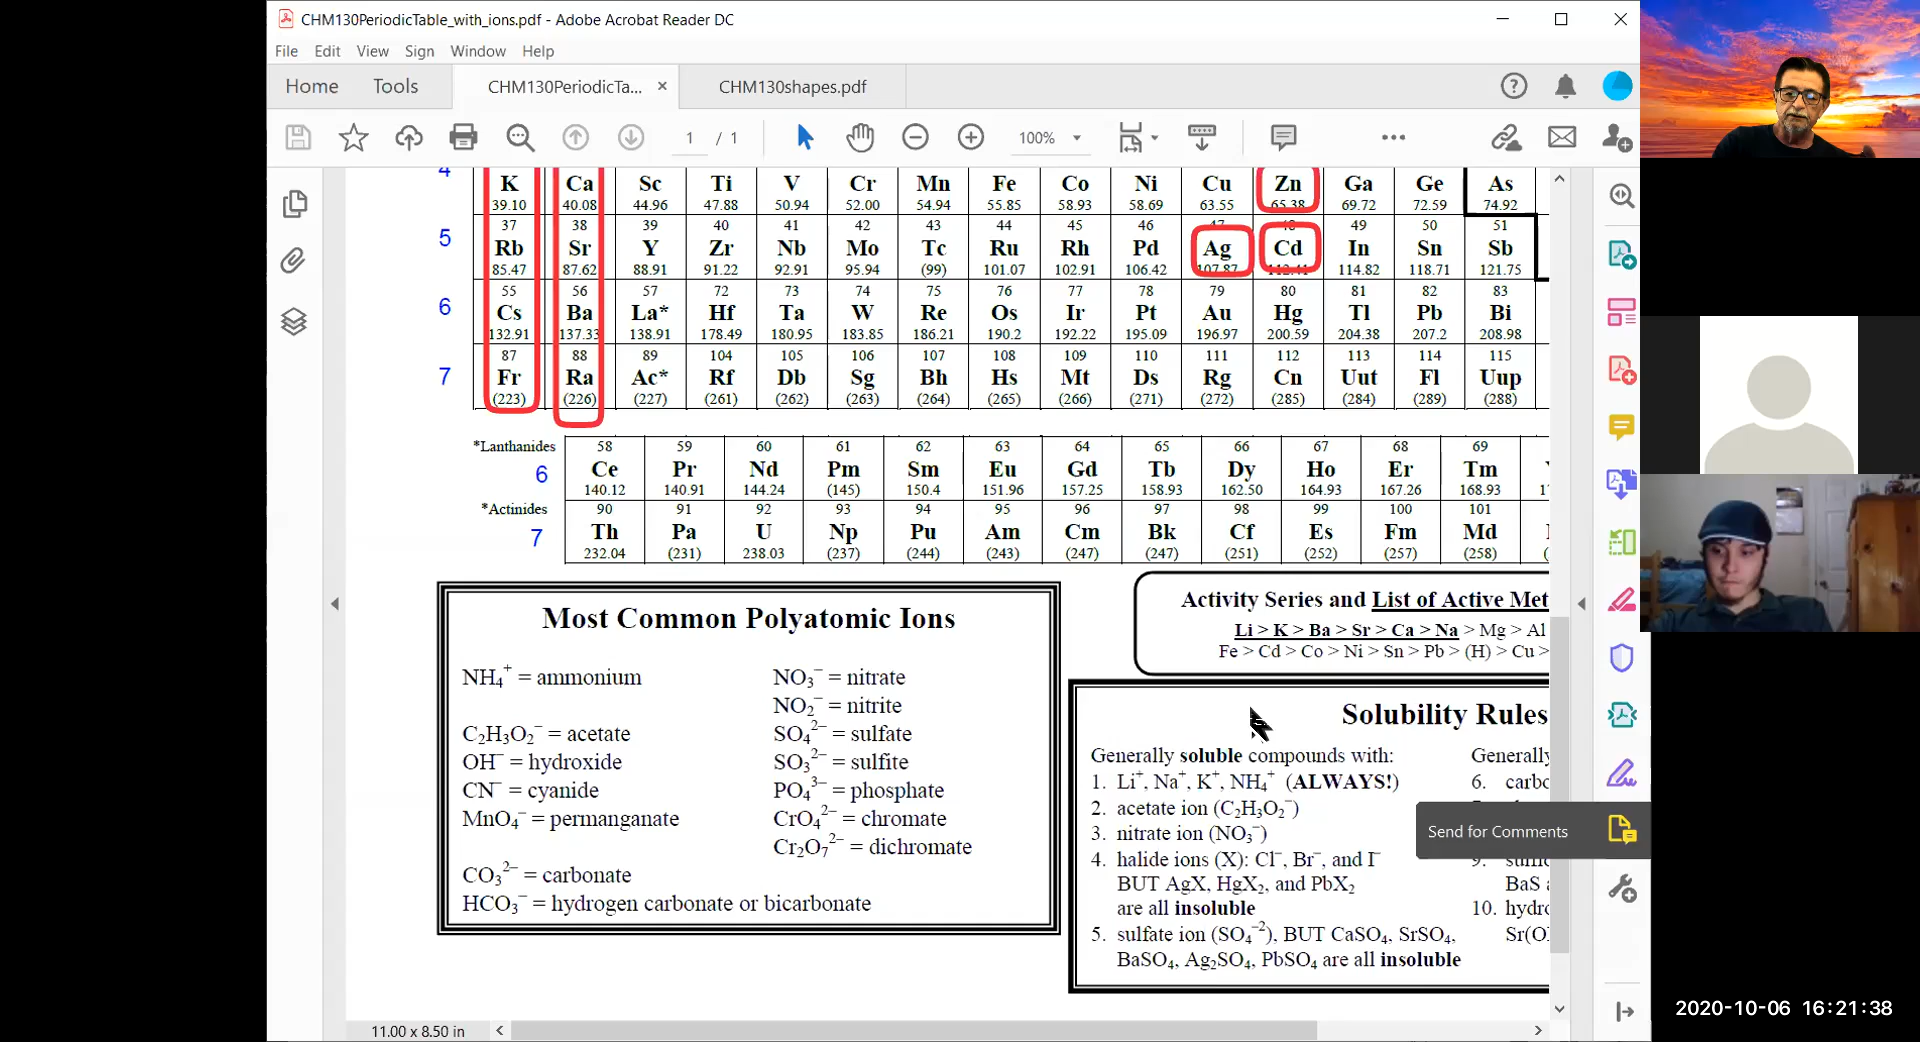 CHM130PeriodicTable_with_ions.pdf - Adobe Acrobat Reader DC
File Edit View Sign Window Help
Home Tools CHM130PeriodicTa... × CHM130shapes.pdf
1 / 1 100%
4 K Ca Sc Ti V Cr Mn Fe Co Ni Cu Zn Ga Ge As
39.10 40.08 44.96 47.88 50.94 52.00 54.94 55.85 58.93 58.69 63.55 65.38 69.72 72.59 74.92
37 38 39 40 41 42 43 44 45 46 47 48 49 50 51
5 Rb Sr Y Zr Nb Mo Tc Ru Rh Pd Ag Cd In Sn Sb
85.47 87.62 88.91 91.22 92.91 95.94 (99) 101.07 102.91 106.42 107.87 112.41 114.82 118.71 121.75
55 56 57 72 73 74 75 76 77 78 79 80 81 82 83
6 Cs Ba La* Hf Ta W Re Os Ir Pt Au Hg Tl Pb Bi
132.91 137.33 138.91 178.49 180.95 183.85 186.21 190.2 192.22 195.09 196.97 200.59 204.38 207.2 208.98
87 88 89 104 105 106 107 108 109 110 111 112 113 114 115
7 Fr Ra Ac* Rf Db Sg Bh Hs Mt Ds Rg Cn Uut Fl Uup
(223) (226) (227) (261) (262) (263) (264) (265) (266) (271) (272) (285) (284) (289) (288)
*Lanthanides 58 59 60 61 62 63 64 65 66 67 68 69
6 Ce Pr Nd Pm Sm Eu Gd Tb Dy Ho Er Tm
140.12 140.91 144.24 (145) 150.4 151.96 157.25 158.93 162.50 164.93 167.26 168.93
*Actinides 90 91 92 93 94 95 96 97 98 99 100 101
7 Th Pa U Np Pu Am Cm Bk Cf Es Fm Md
232.04 (231) 238.03 (237) (244) (243) (247) (247) (251) (252) (257) (258)
Most Common Polyatomic Ions
NH₄⁺ = ammonium NO₃⁻ = nitrate
NO₂⁻ = nitrite
C₂H₃O₂⁻ = acetate SO₄²⁻ = sulfate
OH⁻ = hydroxide SO₃²⁻ = sulfite
CN⁻ = cyanide PO₄³⁻ = phosphate
MnO₄⁻ = permanganate CrO₄²⁻ = chromate
Cr₂O₇²⁻ = dichromate
CO₃²⁻ = carbonate
HCO₃⁻ = hydrogen carbonate or bicarbonate
Activity Series and List of Active Met
Li > K > Ba > Sr > Ca > Na > Mg > Al
Fe > Cd > Co > Ni > Sn > Pb > (H) > Cu >
Solubility Rules
Generally soluble compounds with:
1. Li⁺, Na⁺, K⁺, NH₄⁺ (ALWAYS!)
2. acetate ion (C₂H₃O₂⁻)
3. nitrate ion (NO₃⁻)
4. halide ions (X): Cl⁻, Br⁻, and I⁻
BUT AgX, HgX₂, and PbX₂
are all insoluble
5. sulfate ion (SO₄⁻²), BUT CaSO₄, SrSO₄,
BaSO₄, Ag₂SO₄, PbSO₄ are all insoluble
Generally
6. carbo
BaS
10. hydro
Sr(O
Send for Comments
11.00 x 8.50 in
2020-10-06 16:21:38